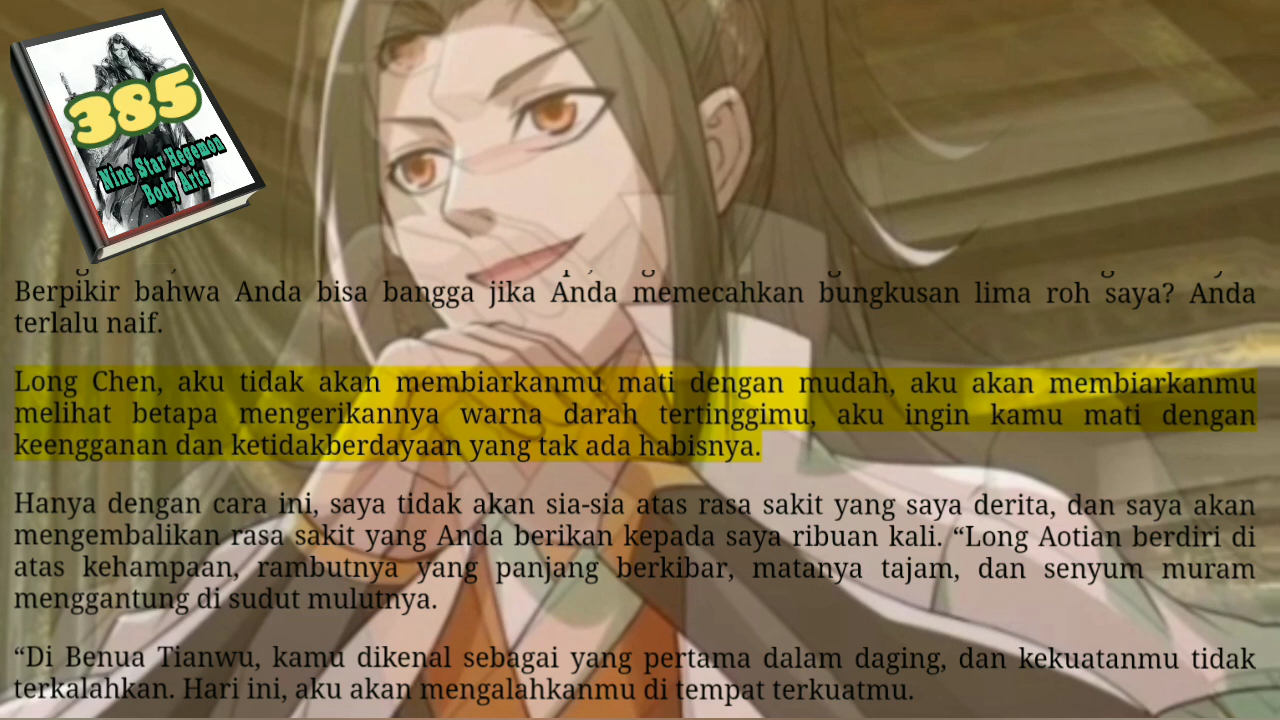 385
Nine Star Hegemon
Body Arts
Berpikir bahwa Anda bisa bangga jika Anda memecahkan bungkusan lima roh saya? Anda
terlalu naif.
Long Chen, aku tidak akan membiarkanmu mati dengan mudah, aku akan membiarkanmu
melihat betapa mengerikannya warna darah tertinggimu, aku ingin kamu mati dengan
keengganan dan ketidakberdayaan yang tak ada habisnya.
Hanya dengan cara ini, saya tidak akan sia-sia atas rasa sakit yang saya derita, dan saya akan
mengembalikan rasa sakit yang Anda berikan kepada saya ribuan kali. “Long Aotian berdiri di
atas kehampaan, rambutnya yang panjang berkibar, matanya tajam, dan senyum muram
menggantung di sudut mulutnya.
“Di Benua Tianwu, kamu dikenal sebagai yang pertama dalam daging, dan kekuatanmu tidak
terkalahkan. Hari ini, aku akan mengalahkanmu di tempat terkuatmu.